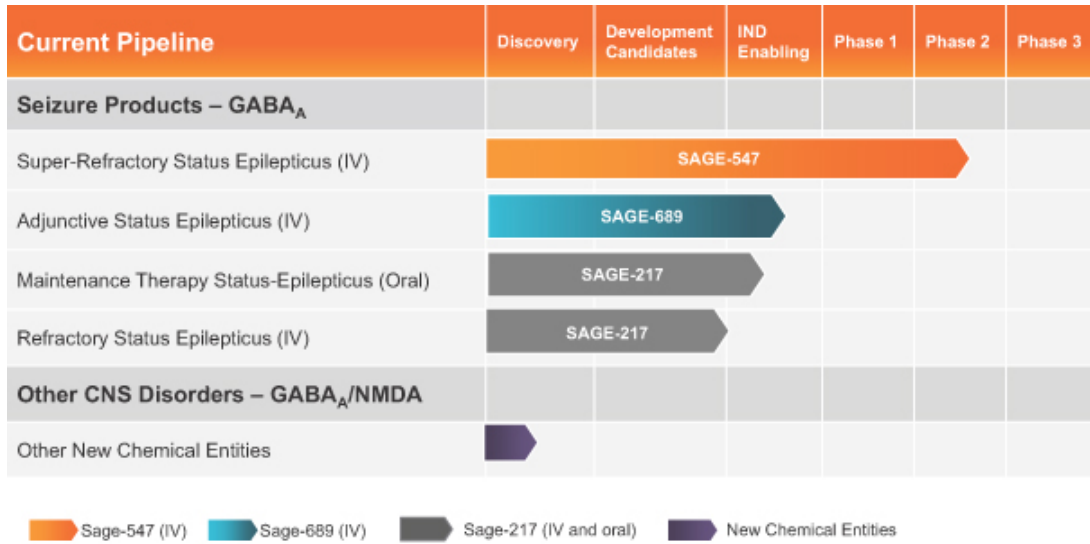 Current Pipeline
Discovery
Development
Candidates
IND
Enabling
Phase 1
Phase 2
Phase 3
Seizure Products – GABAA
Super-Refractory Status Epilepticus (IV)
SAGE-547
Adjunctive Status Epilepticus (IV)
SAGE-689
Maintenance Therapy Status-Epilepticus (Oral)
SAGE-217
Refractory Status Epilepticus (IV)
SAGE-217
Other CNS Disorders – GABAA/NMDA
Other New Chemical Entities
Sage-547 (IV)
Sage-689 (IV)
Sage-217 (IV and oral)
New Chemical Entities